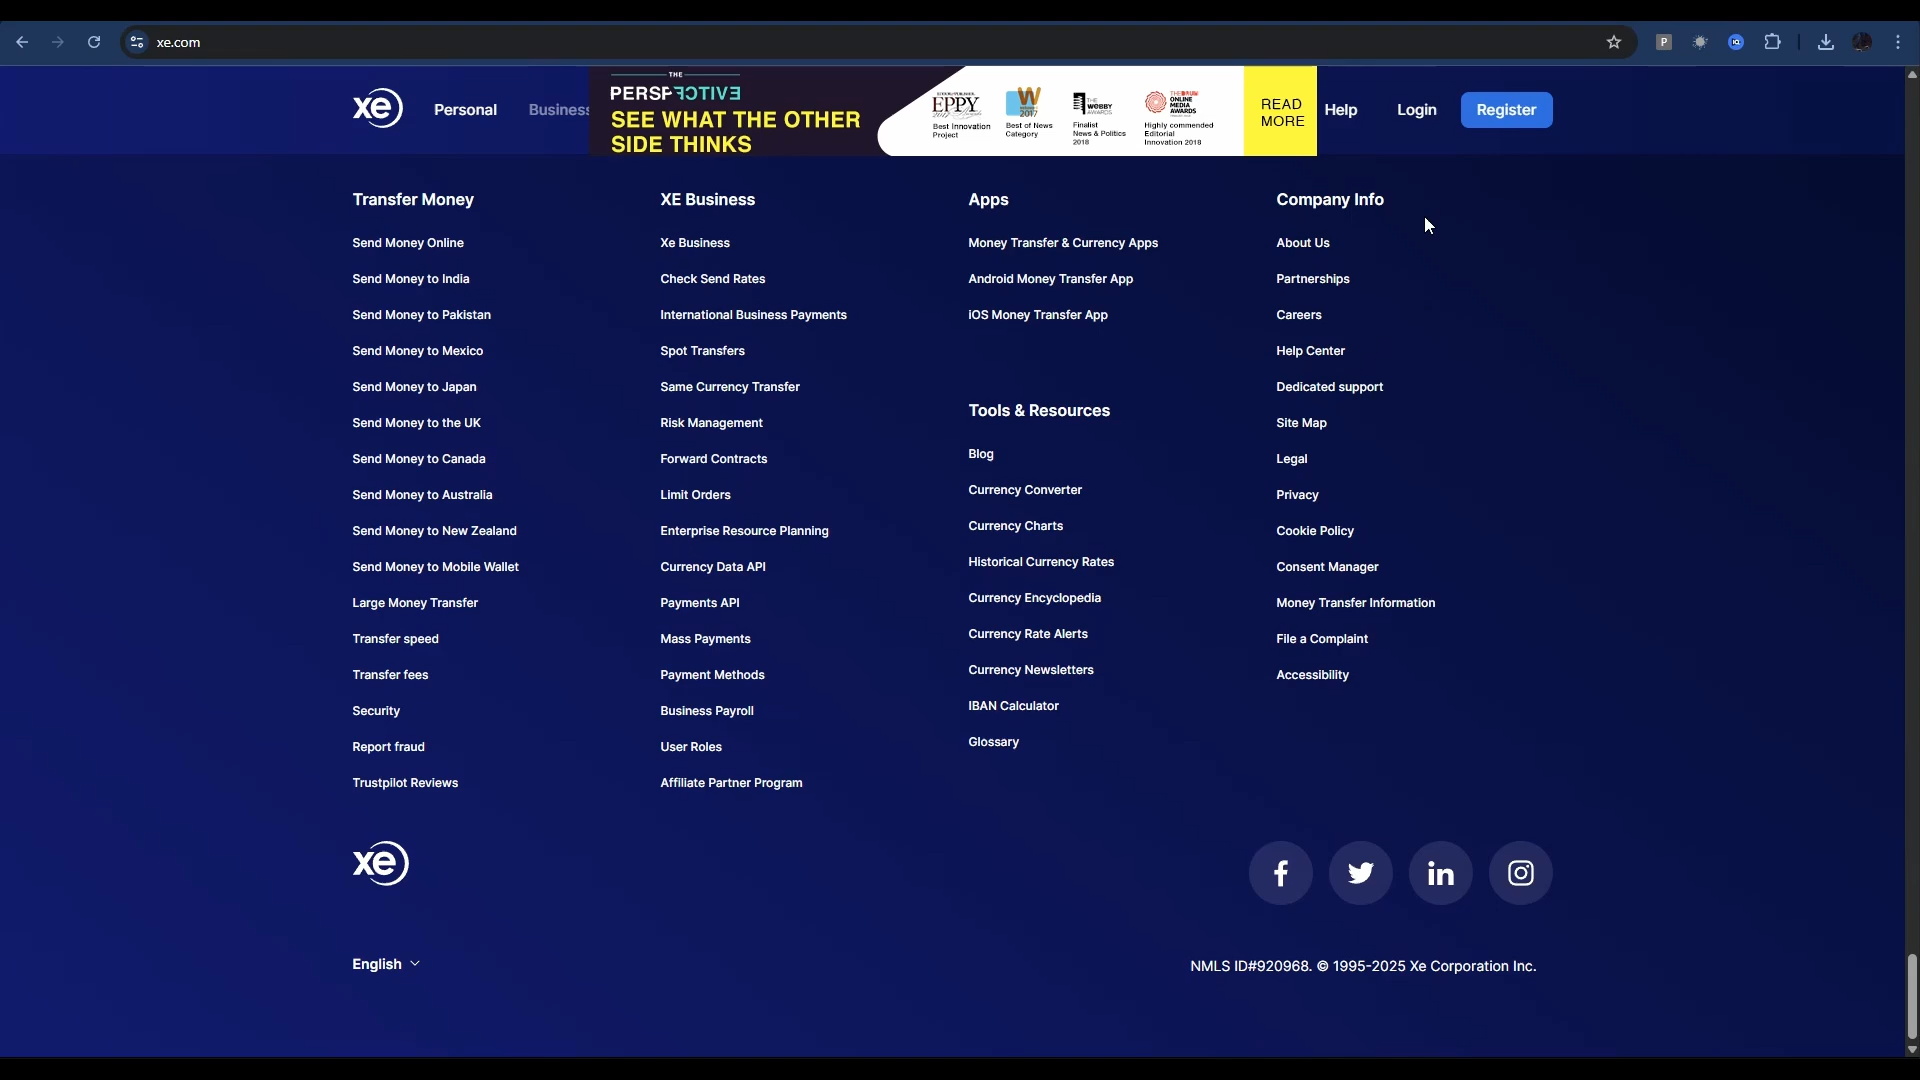 xe.com
xe
Personal
Business
THE
PERSPECTIVE
SEE WHAT THE OTHER
SIDE THINKS
EPPY
Best Innovation
Project
W
2017
Best of News
Category
THE
WEBBY
AWARDS
Finalist
News & Politics
2018
ONLINE
MEDIA
AWARDS
Highly commended
Editorial
Innovation 2018
READ
MORE
Help
Login
Register
Transfer Money
Send Money Online
Send Money to India
Send Money to Pakistan
Send Money to Mexico
Send Money to Japan
Send Money to the UK
Send Money to Canada
Send Money to Australia
Send Money to New Zealand
Send Money to Mobile Wallet
Large Money Transfer
Transfer speed
Transfer fees
Security
Report fraud
Trustpilot Reviews
XE Business
Xe Business
Check Send Rates
International Business Payments
Spot Transfers
Same Currency Transfer
Risk Management
Forward Contracts
Limit Orders
Enterprise Resource Planning
Currency Data API
Payments API
Mass Payments
Payment Methods
Business Payroll
User Roles
Affiliate Partner Program
Apps
Money Transfer & Currency Apps
Android Money Transfer App
iOS Money Transfer App
Tools & Resources
Blog
Currency Converter
Currency Charts
Historical Currency Rates
Currency Encyclopedia
Currency Rate Alerts
Currency Newsletters
IBAN Calculator
Glossary
Company Info
About Us
Partnerships
Careers
Help Center
Dedicated support
Site Map
Legal
Privacy
Cookie Policy
Consent Manager
Money Transfer Information
File a Complaint
Accessibility
xe
English
NMLS ID#920968. © 1995-2025 Xe Corporation Inc.